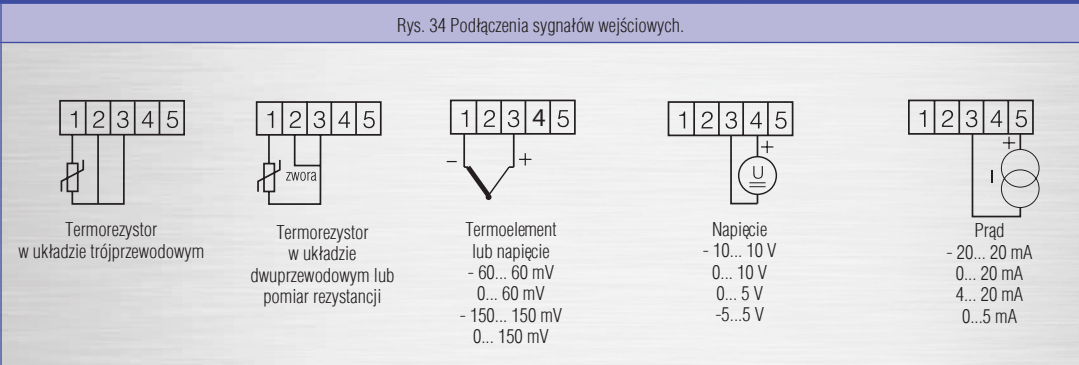 Rys. 34 Podłączenia sygnałów wejściowych.
1 2 3 4 5
zwora
- +
U
+
I
+
1 2 3 4 5
1 2 3 4 5
1 2 3 4 5
1 2 3 4 5
Termorezystor
w układzie trójprzewodowym
Termorezystor
w układzie
dwuprzewodowym lub
pomiar rezystancji
Termoelement
lub napięcie
- 60... 60 mV
0... 60 mV
- 150... 150 mV
0... 150 mV
Napięcie
- 10... 10 V
0... 10 V
0... 5 V
-5...5 V
Prąd
- 20... 20 mA
0... 20 mA
4... 20 mA
0...5 mA